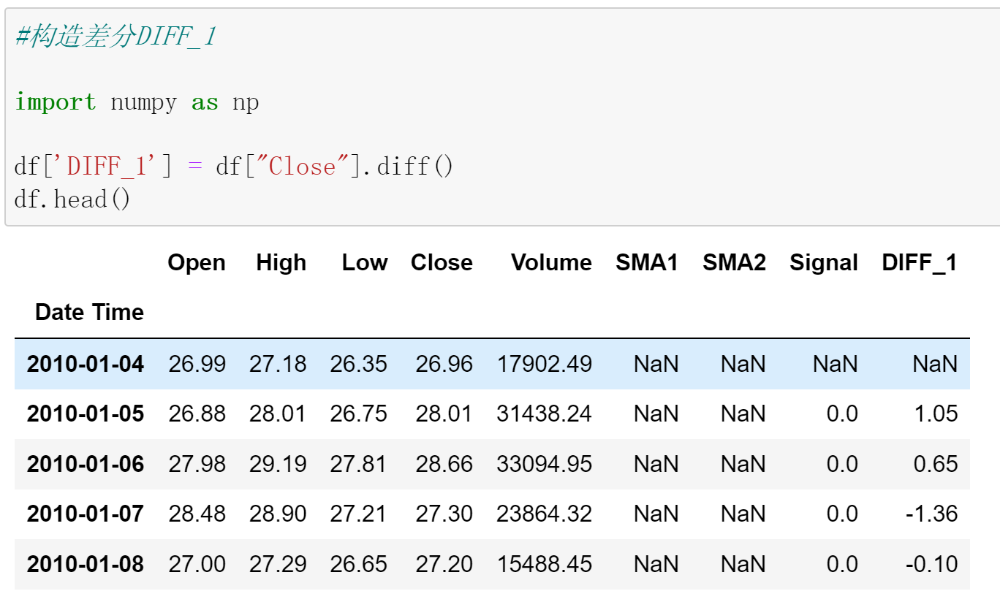 #构造差分DIFF_1
import numpy as np
df['DIFF_1'] = df["Close"].diff()
df.head()
Open High Low Close Volume SMA1 SMA2 Signal DIFF_1
Date Time
2010-01-04 26.99 27.18 26.35 26.96 17902.49 NaN NaN NaN NaN
2010-01-05 26.88 28.01 26.75 28.01 31438.24 NaN NaN 0.0 1.05
2010-01-06 27.98 29.19 27.81 28.66 33094.95 NaN NaN 0.0 0.65
2010-01-07 28.48 28.90 27.21 27.30 23864.32 NaN NaN 0.0 -1.36
2010-01-08 27.00 27.29 26.65 27.20 15488.45 NaN NaN 0.0 -0.10